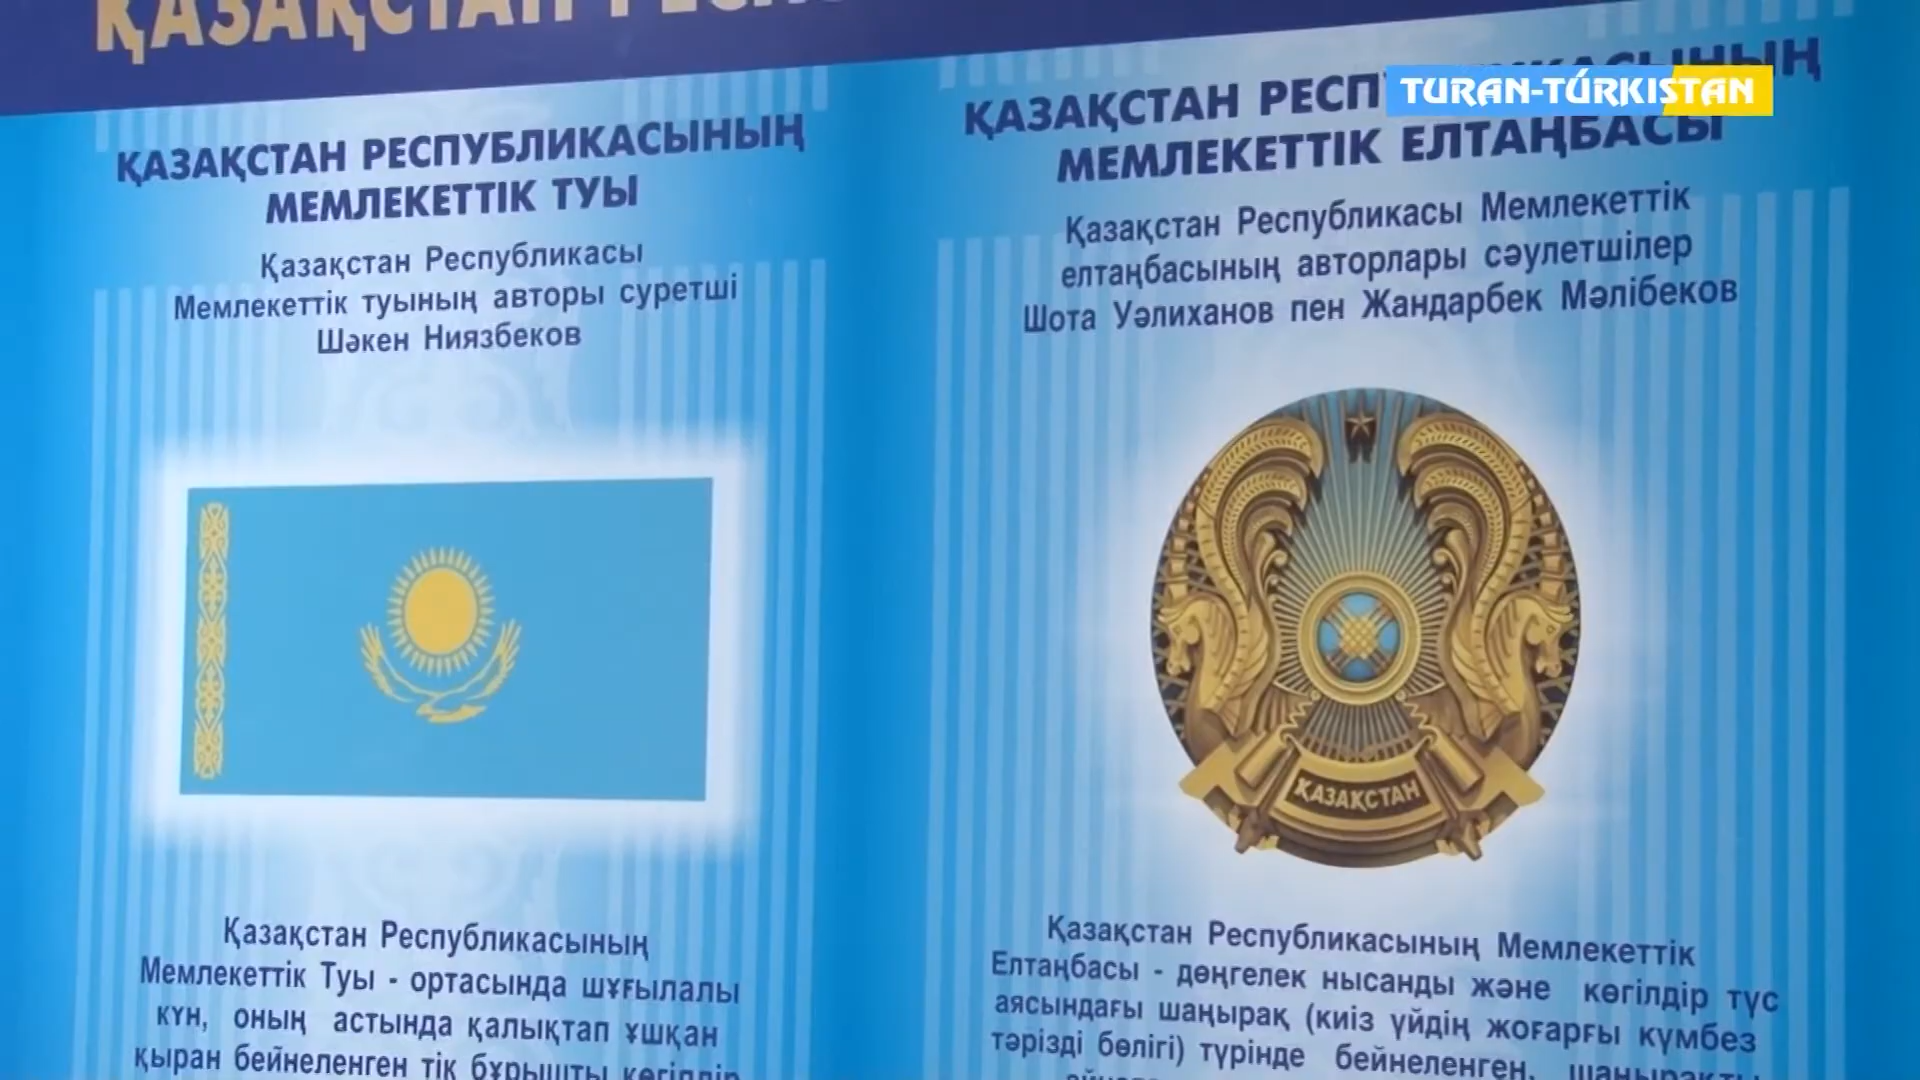 ҚАЗАҚСТАН
ҚАЗАҚСТАН РЕСПУБЛИКАСЫНЫҢ
МЕМЛЕКЕТТІК ТУЫ
Қазақстан Республикасы
Мемлекеттік туының авторы суретші
Шәкен Ниязбеков
Қазақстан Республикасының
Мемлекеттік Туы - ортасында шұғылалы
күн, оның астында қалықтап ұшқан
қыран бейнеленген тік бұрышты көгілдір
TURAN-TÚRKISTAN
ҚАЗАҚСТАН
МЕМЛЕКЕТТІК ЕЛТАҢБАСЫ
Қазақстан Республикасы Мемлекеттік
елтаңбасының авторлары сәулетшілер
Шота Уәлиханов пен Жандарбек Мәлібеков
ҚАЗАҚСТАН
Қазақстан Республикасының Мемлекеттік
Елтаңбасы - дөңгелек нысанды және көгілдір түс
аясындағы шаңырақ (киіз үйдің жоғарғы күмбез
тәрізді бөлігі) түрінде бейнеленген, шаңырақты